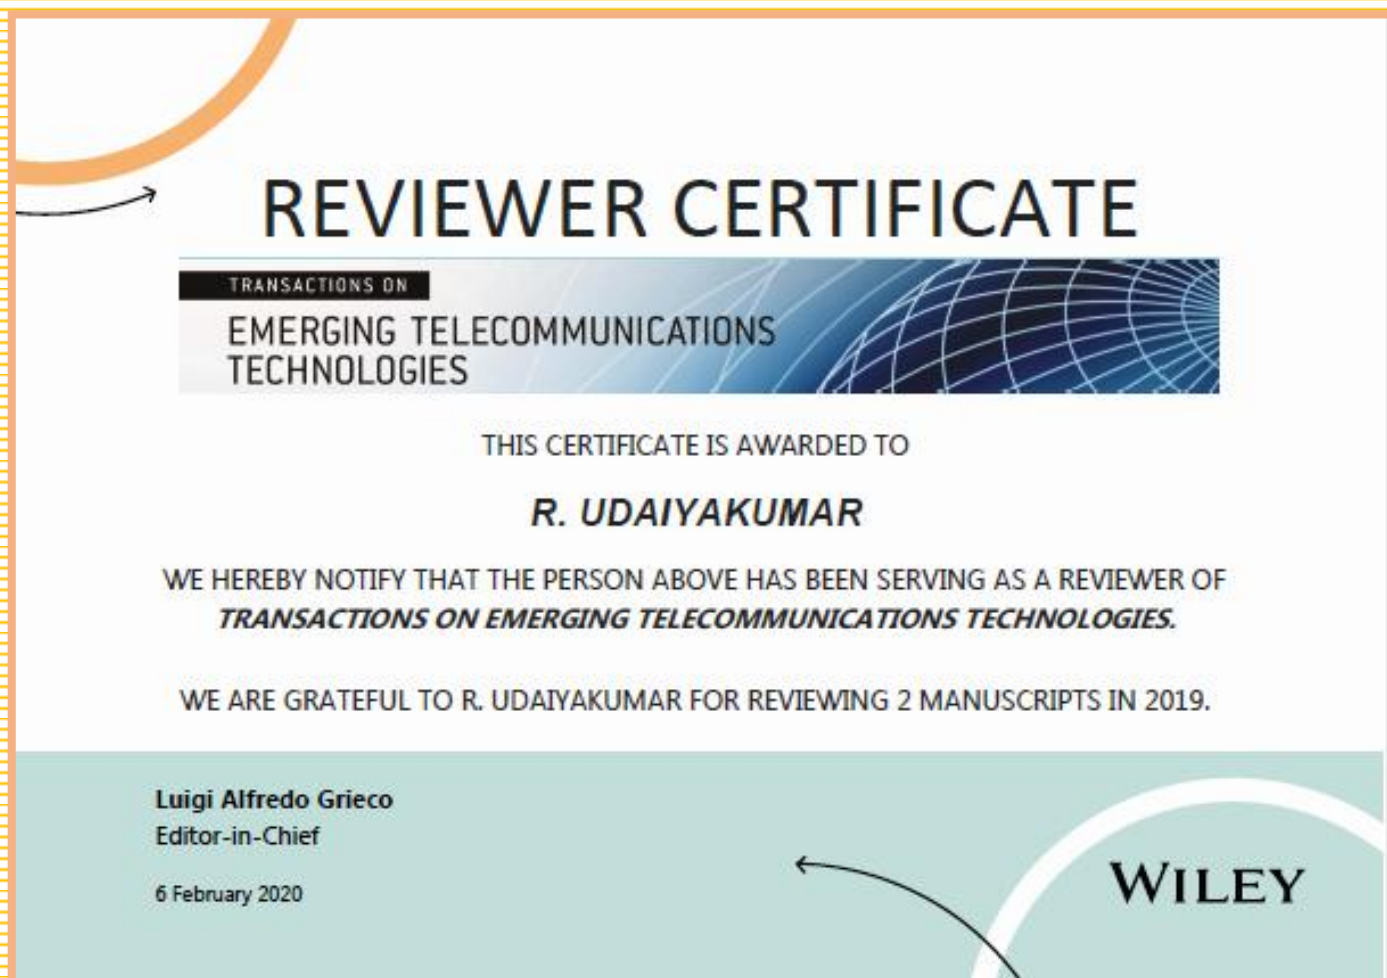 REVIEWER CERTIFICATE
TRANSACTIONS ON
EMERGING TELECOMMUNICATIONS
TECHNOLOGIES
THIS CERTIFICATE IS AWARDED TO
R. UDAIYAKUMAR
WE HEREBY NOTIFY THAT THE PERSON ABOVE HAS BEEN SERVING AS A REVIEWER OF
TRANSACTIONS ON EMERGING TELECOMMUNICATIONS TECHNOLOGIES.
WE ARE GRATEFUL TO R. UDAIYAKUMAR FOR REVIEWING 2 MANUSCRIPTS IN 2019.
Luigi Alfredo Grieco
Editor-in-Chief
6 February 2020
WILEY